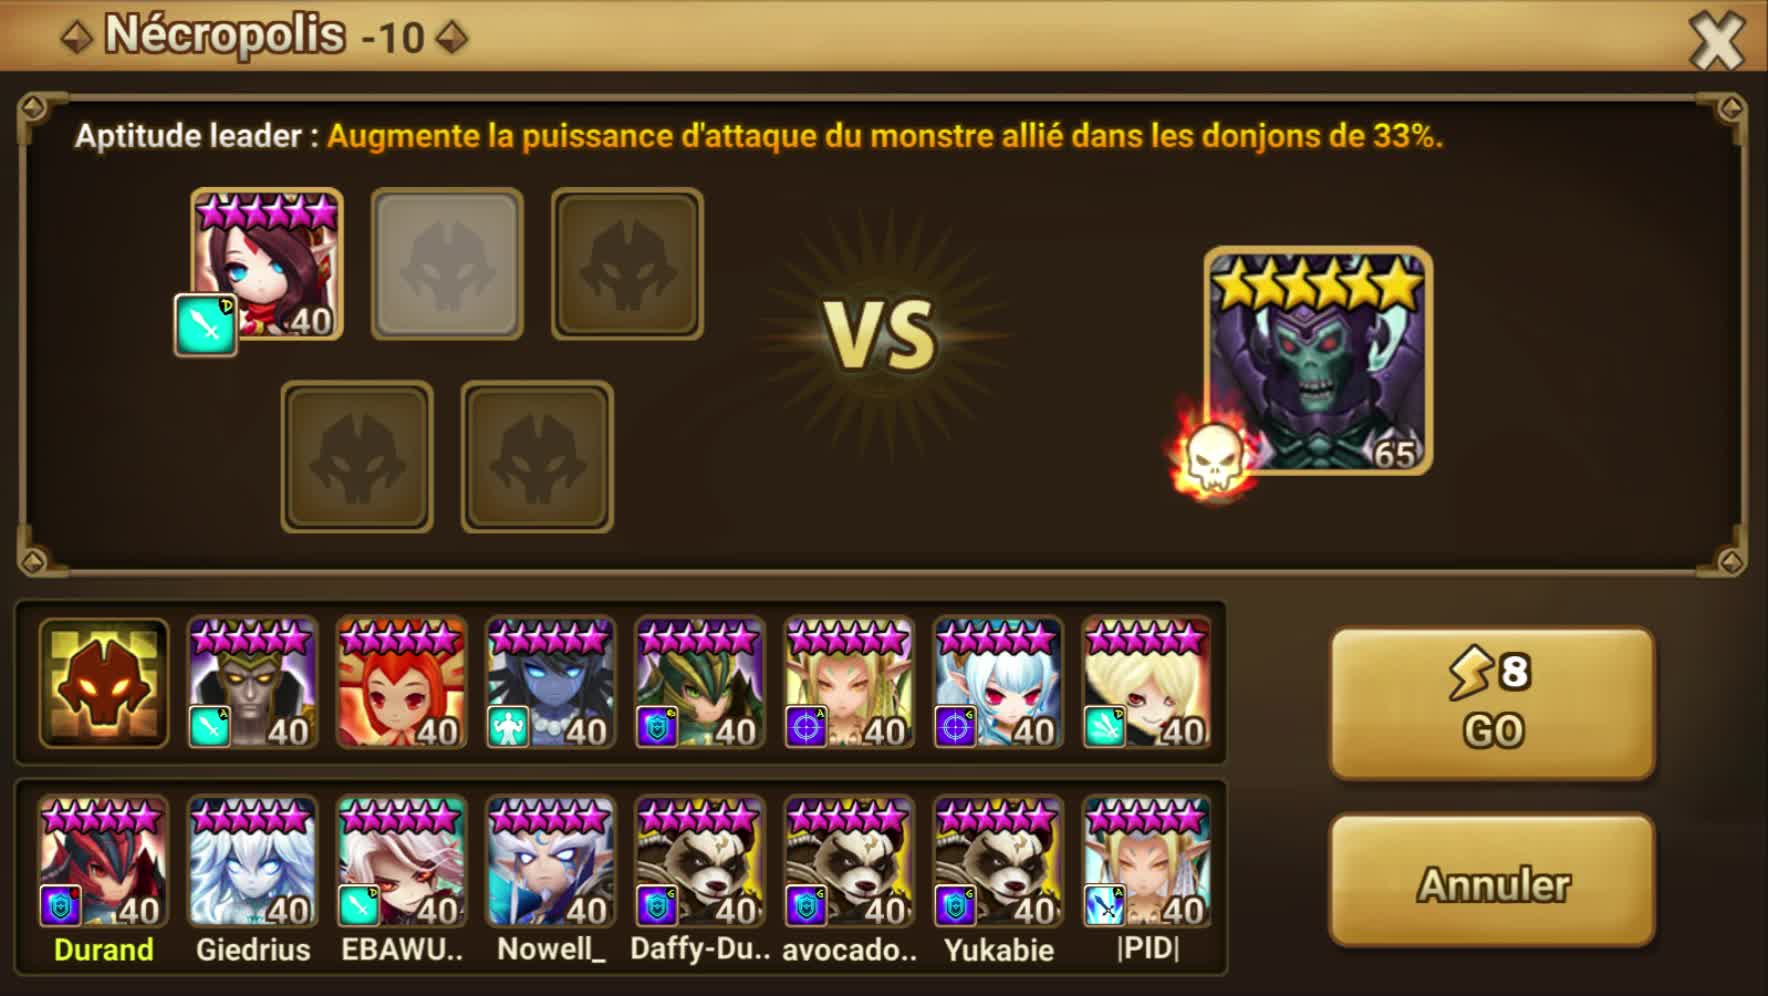 Nécropolis -10
Aptitude leader : Augmente la puissance d'attaque du monstre allié dans les donjons de 33%.
40
VS
65
40 40 40 40 40 40 40
8
GO
40 40 40 40 40 40 40 40
Durand Giedrius EBAWU.. Nowell_ Daffy-Du.. avocado.. Yukabie |PID|
Annuler